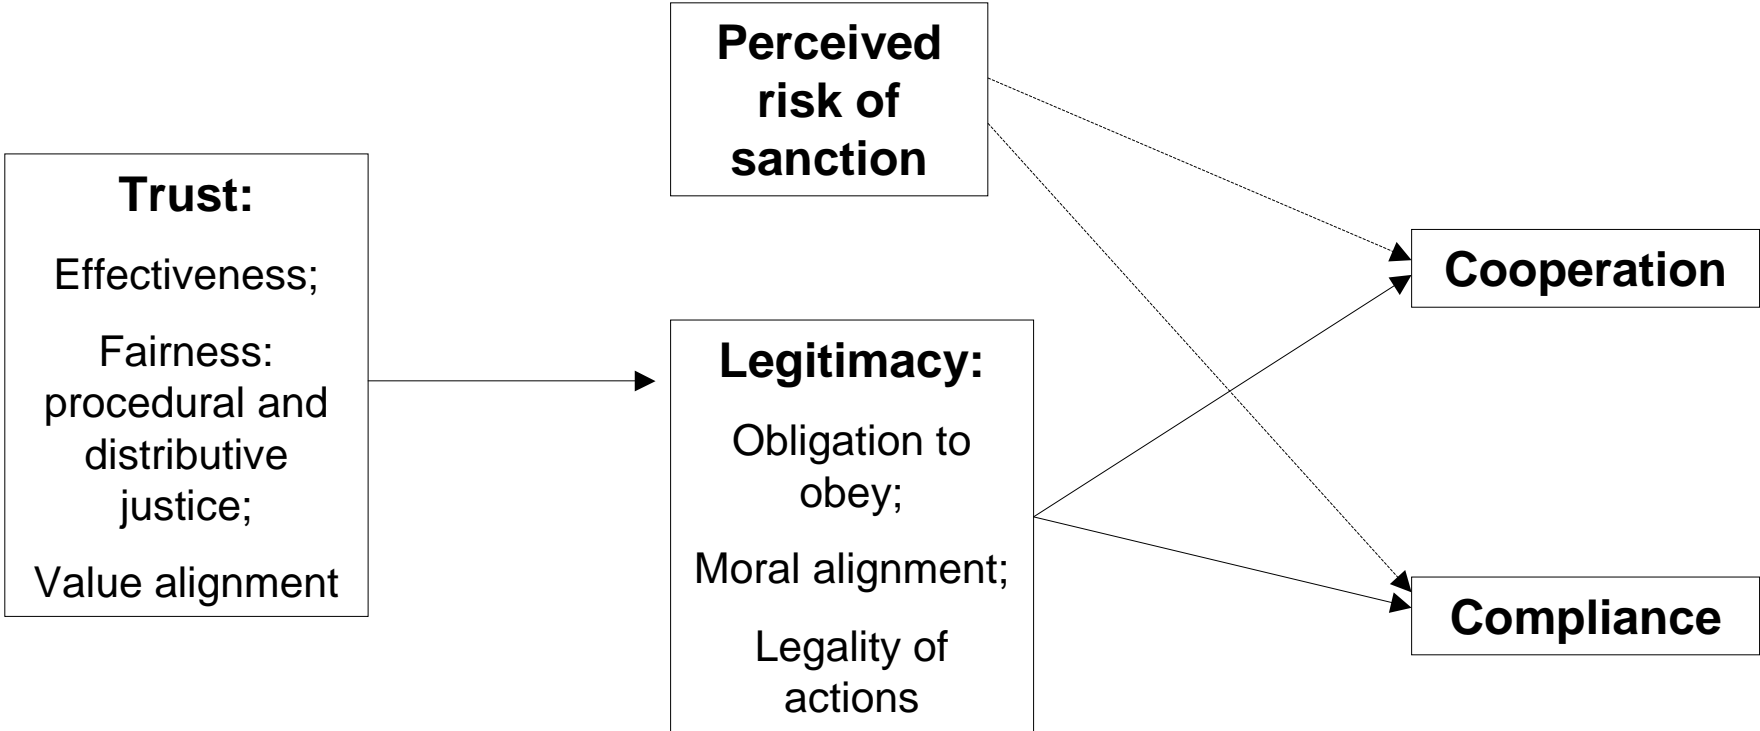 Perceived
risk of
sanction
Trust:
Effectiveness;
Fairness:
procedural and
distributive
justice;
Value alignment
Legitimacy:
Obligation to
obey;
Moral alignment;
Legality of
actions
Cooperation
Compliance